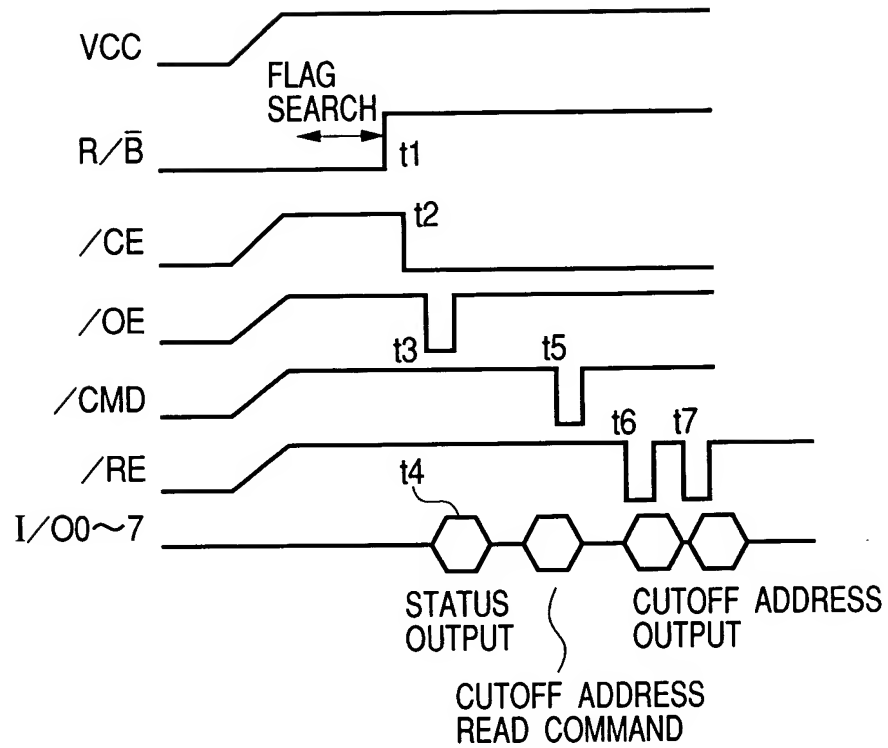 VCC
FLAG
SEARCH
R/B̅
t1
/CE
t2
/OE
t3
t5
/CMD
t6
t7
/RE
t4
I/O0～7
STATUS
OUTPUT
CUTOFF ADDRESS
OUTPUT
CUTOFF ADDRESS
READ COMMAND